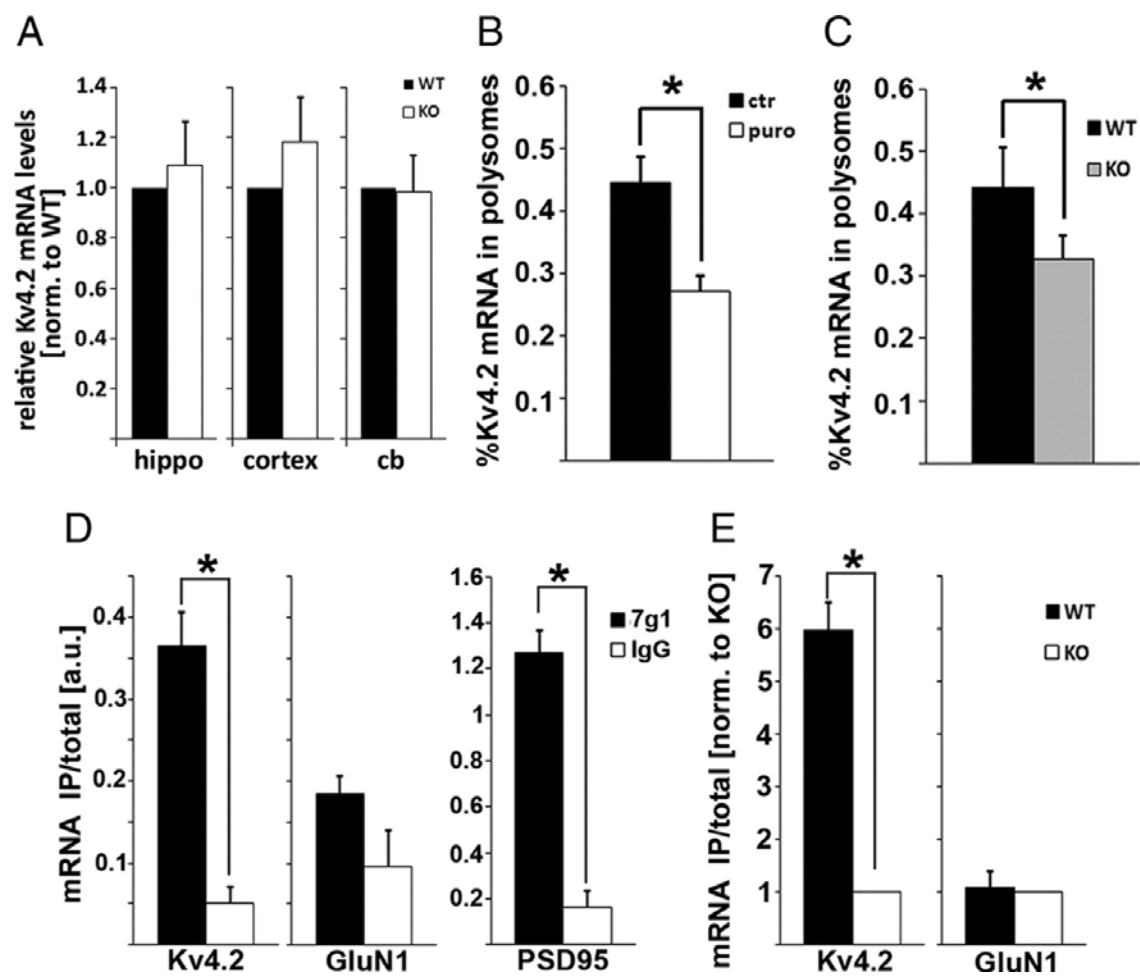 A
relative Kv4.2 mRNA levels
[norm. to WT]
1.4
1.2
1.0
0.8
0.6
0.4
0.2
WT
KO
hippo
cortex
cb
B
%Kv4.2 mRNA in polysomes
0.6
0.5
0.4
0.3
0.2
0.1
*
ctr
puro
C
%Kv4.2 mRNA in polysomes
0.6
0.5
0.4
0.3
0.2
0.1
*
WT
KO
D
mRNA IP/total [a.u.]
0.4
0.3
0.2
0.1
*
Kv4.2
GluN1
1.6
1.4
1.2
1
0.8
0.6
0.4
0.2
*
7g1
IgG
PSD95
E
mRNA IP/total [norm. to KO]
7
6
5
4
3
2
1
*
WT
KO
Kv4.2
GluN1